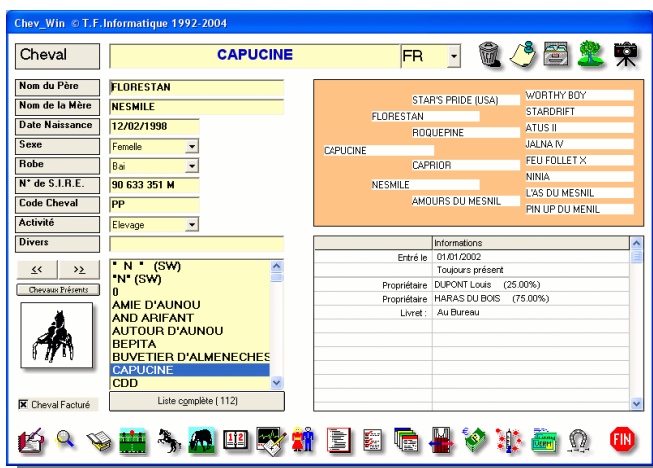 Chev_Win © T.F.Informatique 1992-2004
Cheval CAPUCINE FR
Nom du Père FLORESTAN
Nom de la Mère NESMILE
Date Naissance 12/02/1998
Sexe Femelle
Robe Bai
N° de S.I.R.E. 90 633 351 M
Code Cheval PP
Activité Elevage
Divers
<< >>
Chevaux Présents
" N " (SW)
"N" (SW)
0
AMIE D'AUNOU
AND ARIFANT
AUTOUR D'AUNOU
BEPITA
BUVETIER D'ALMENECHES
CAPUCINE
CDD
Cheval Facturé
Liste complète ( 112)
WORTHY BOY
STAR'S PRIDE (USA)
STARDRIFT
FLORESTAN
ATUS II
ROQUEPINE
JALNA IV
CAPUCINE
FEU FOLLET X
CAPRIOR
NINIA
NESMILE
L'AS DU MESNIL
AMOURS DU MESNIL
PIN UP DU MENIL
Informations
Entré le 01/01/2002
Toujours présent
Propriétaire DUPONT Louis (25.00%)
Propriétaire HARAS DU BOIS (75.00%)
Livret : Au Bureau
FIN